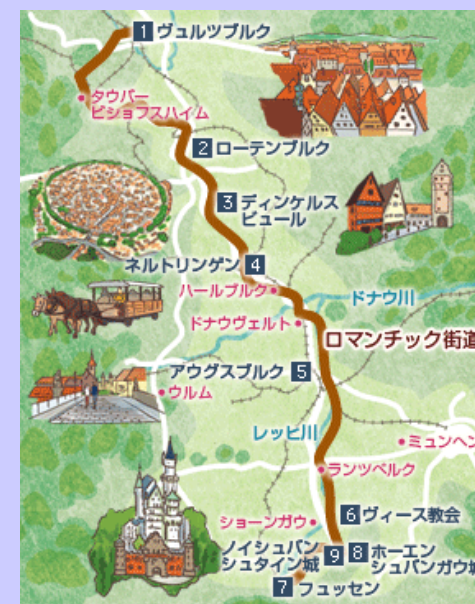 1 ヴュルツブルク
タウバー
ビショフスハイム
2 ローテンブルク
3 ディンケルス
ビュール
ネルトリンゲン 4
ハールブルク
ドナウ川
ドナウヴェルト
ロマンチック街道
アウグスブルク 5
ウルム
レッヒ川
ミュンヘン
ランツベルク
6 ヴィース教会
ショーンガウ
ノイシュバン
シュタイン城
9
8 ホーエン
シュバンガウ城
7 フュッセン